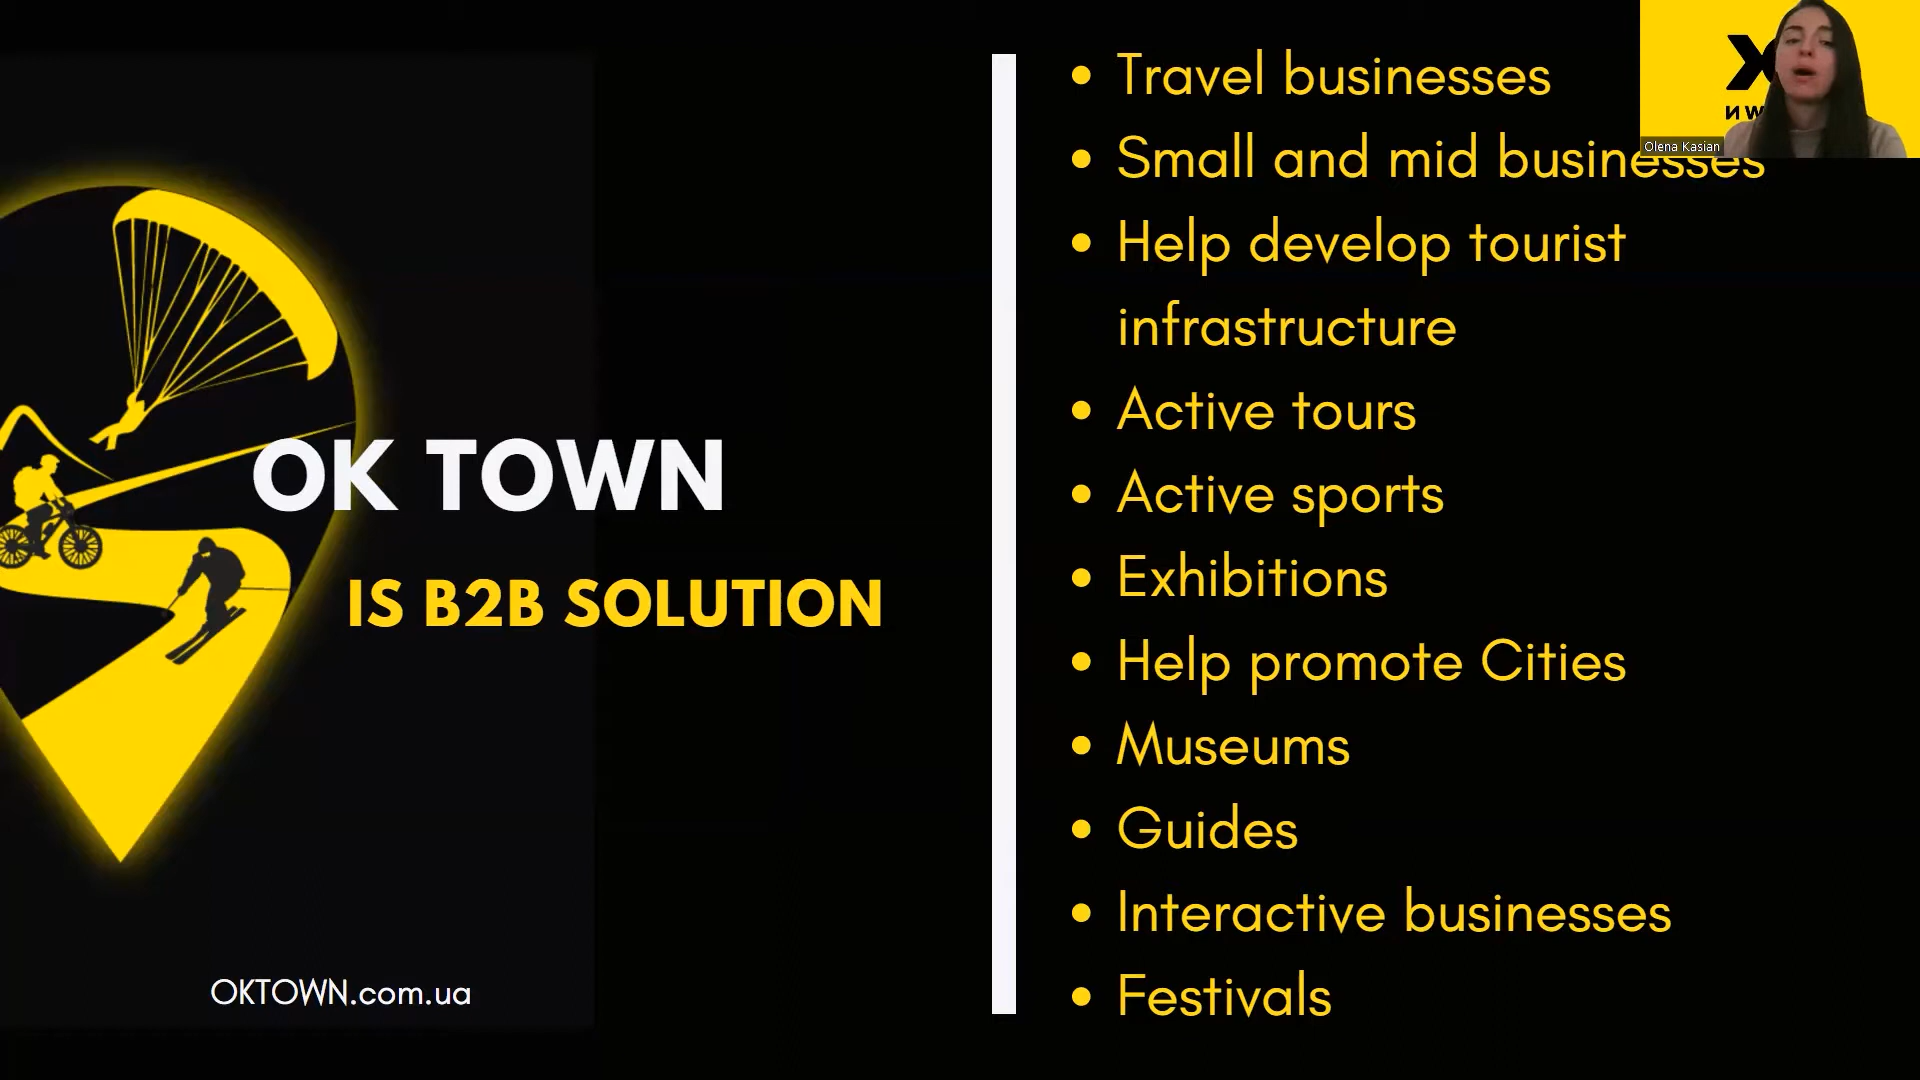 OK TOWN
IS B2B SOLUTION
OKTOWN.com.ua
• Travel businesses
• Small and mid businesses
• Help develop tourist
infrastructure
• Active tours
• Active sports
• Exhibitions
• Help promote Cities
• Museums
• Guides
• Interactive businesses
• Festivals
Olena Kasian